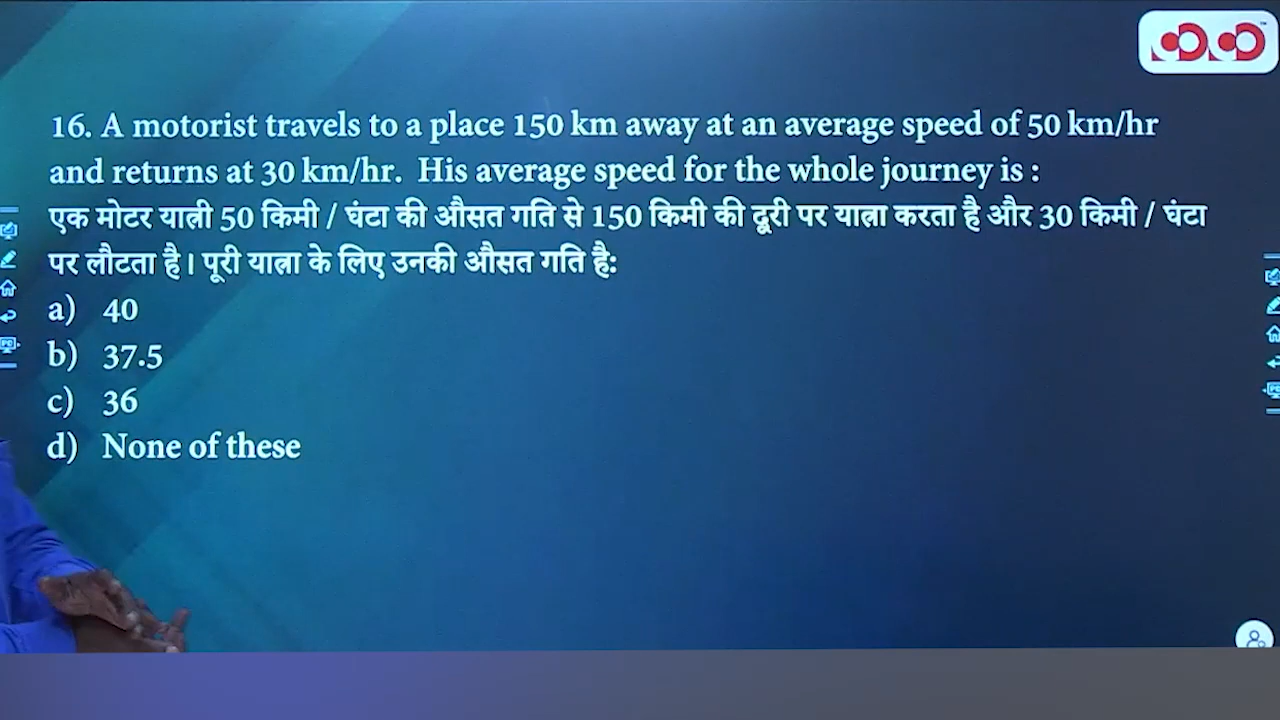 16. A motorist travels to a place 150 km away at an average speed of 50 km/hr
and returns at 30 km/hr. His average speed for the whole journey is :
एक मोटर यात्री 50 किमी / घंटा की औसत गति से 150 किमी की दूरी पर यात्रा करता है और 30 किमी / घंटा
पर लौटता है। पूरी यात्रा के लिए उनकी औसत गति है:
a) 40
b) 37.5
c) 36
d) None of these